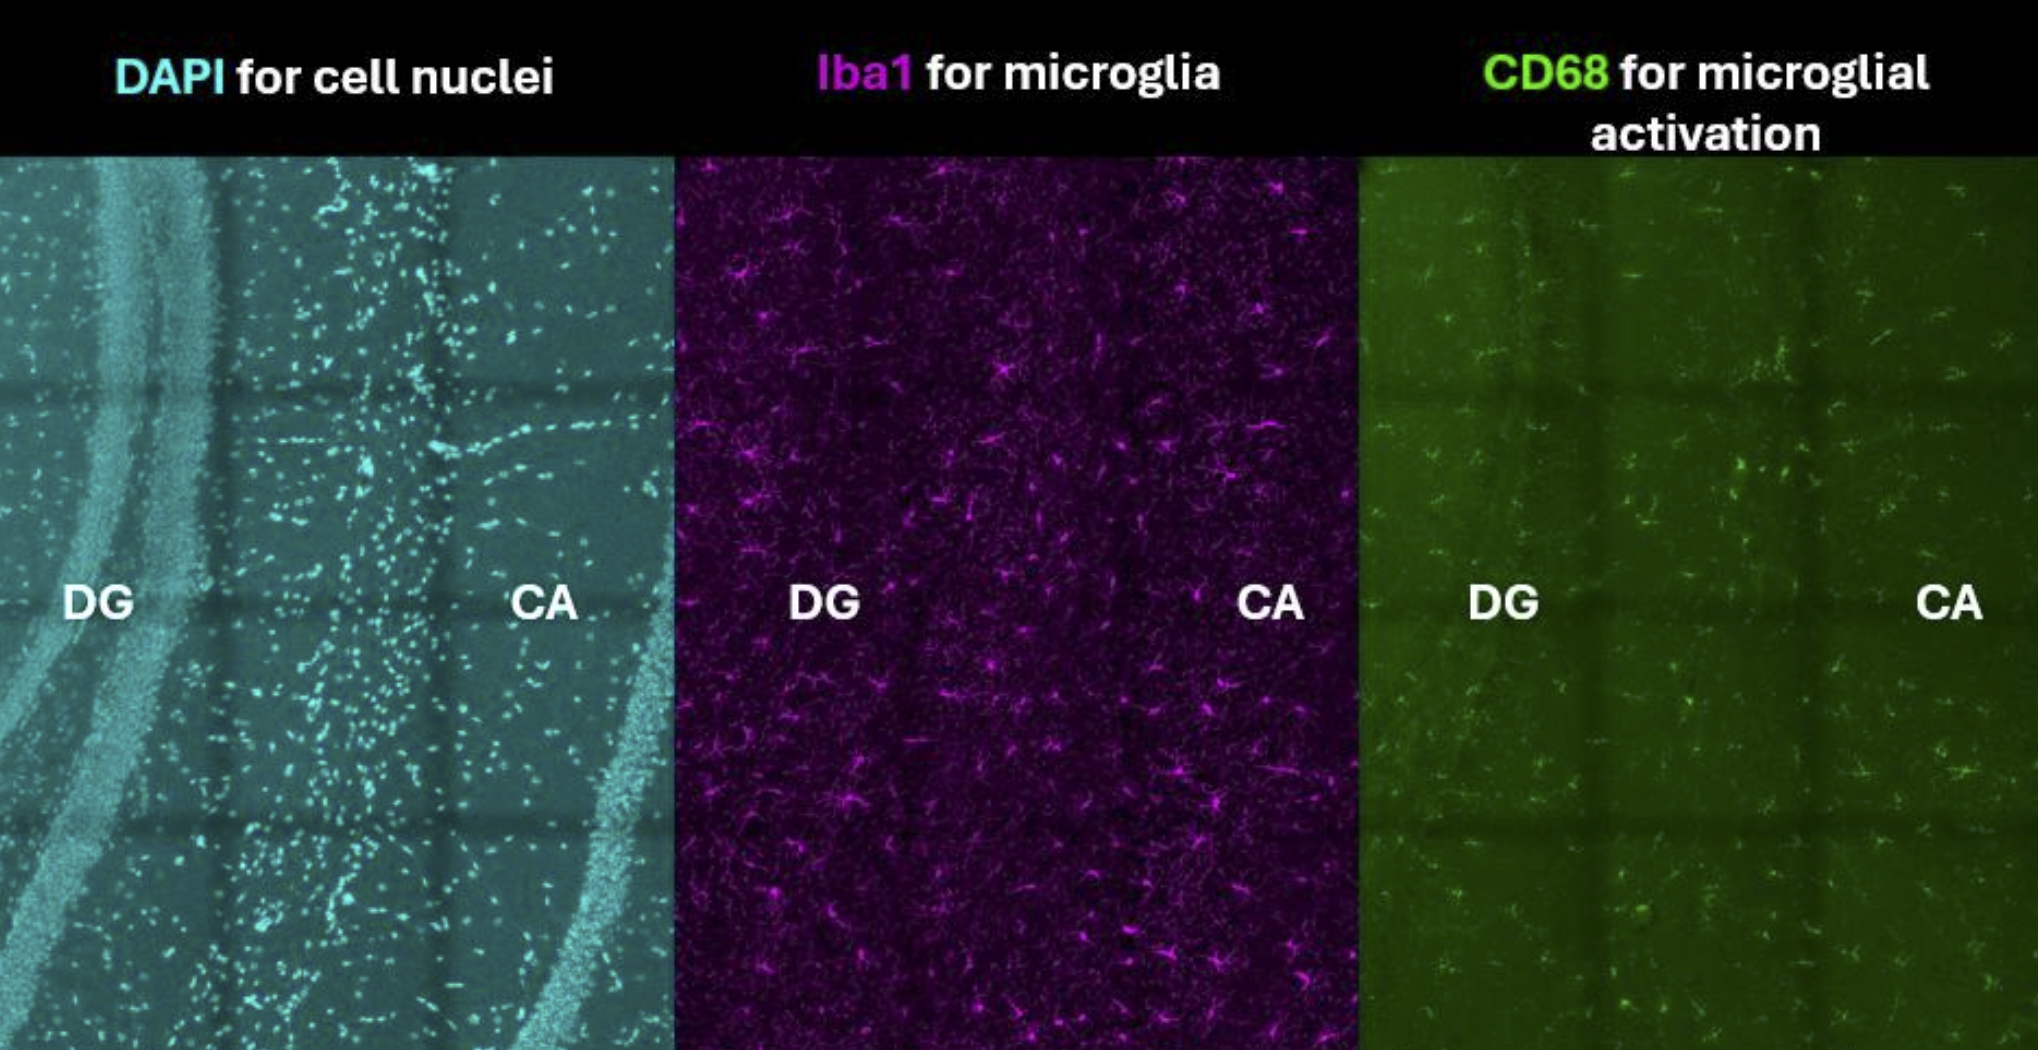 DAPI for cell nuclei
Iba1 for microglia
CD68 for microglial
activation
DG
CA
DG
CA
DG
CA